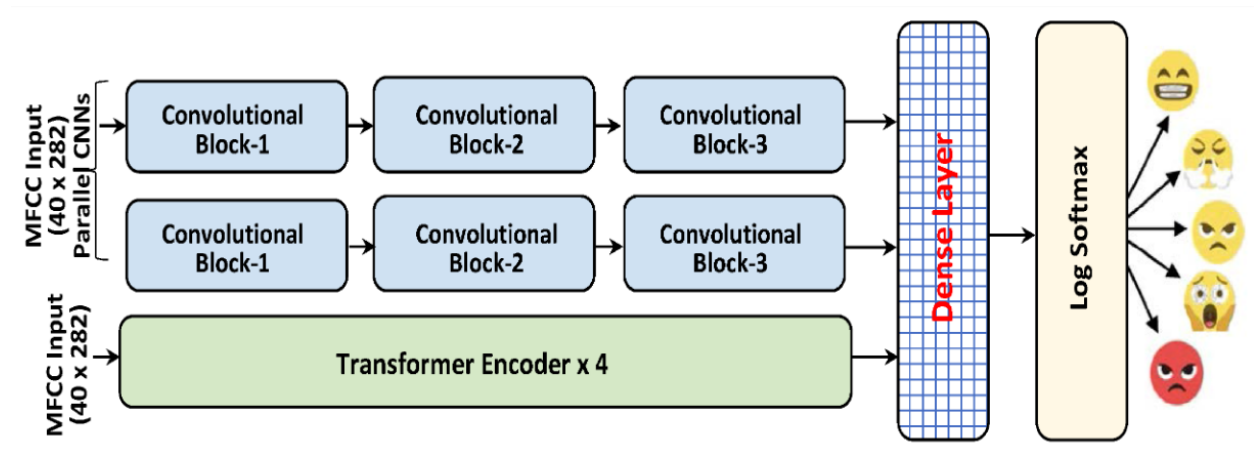 MFCC Input
(40 x 282)
Parallel CNNs
Convolutional
Block-1
Convolutional
Block-2
Convolutional
Block-3
Convolutional
Block-1
Convolutional
Block-2
Convolutional
Block-3
MFCC Input
(40 x 282)
Transformer Encoder x 4
Dense Layer
Log Softmax